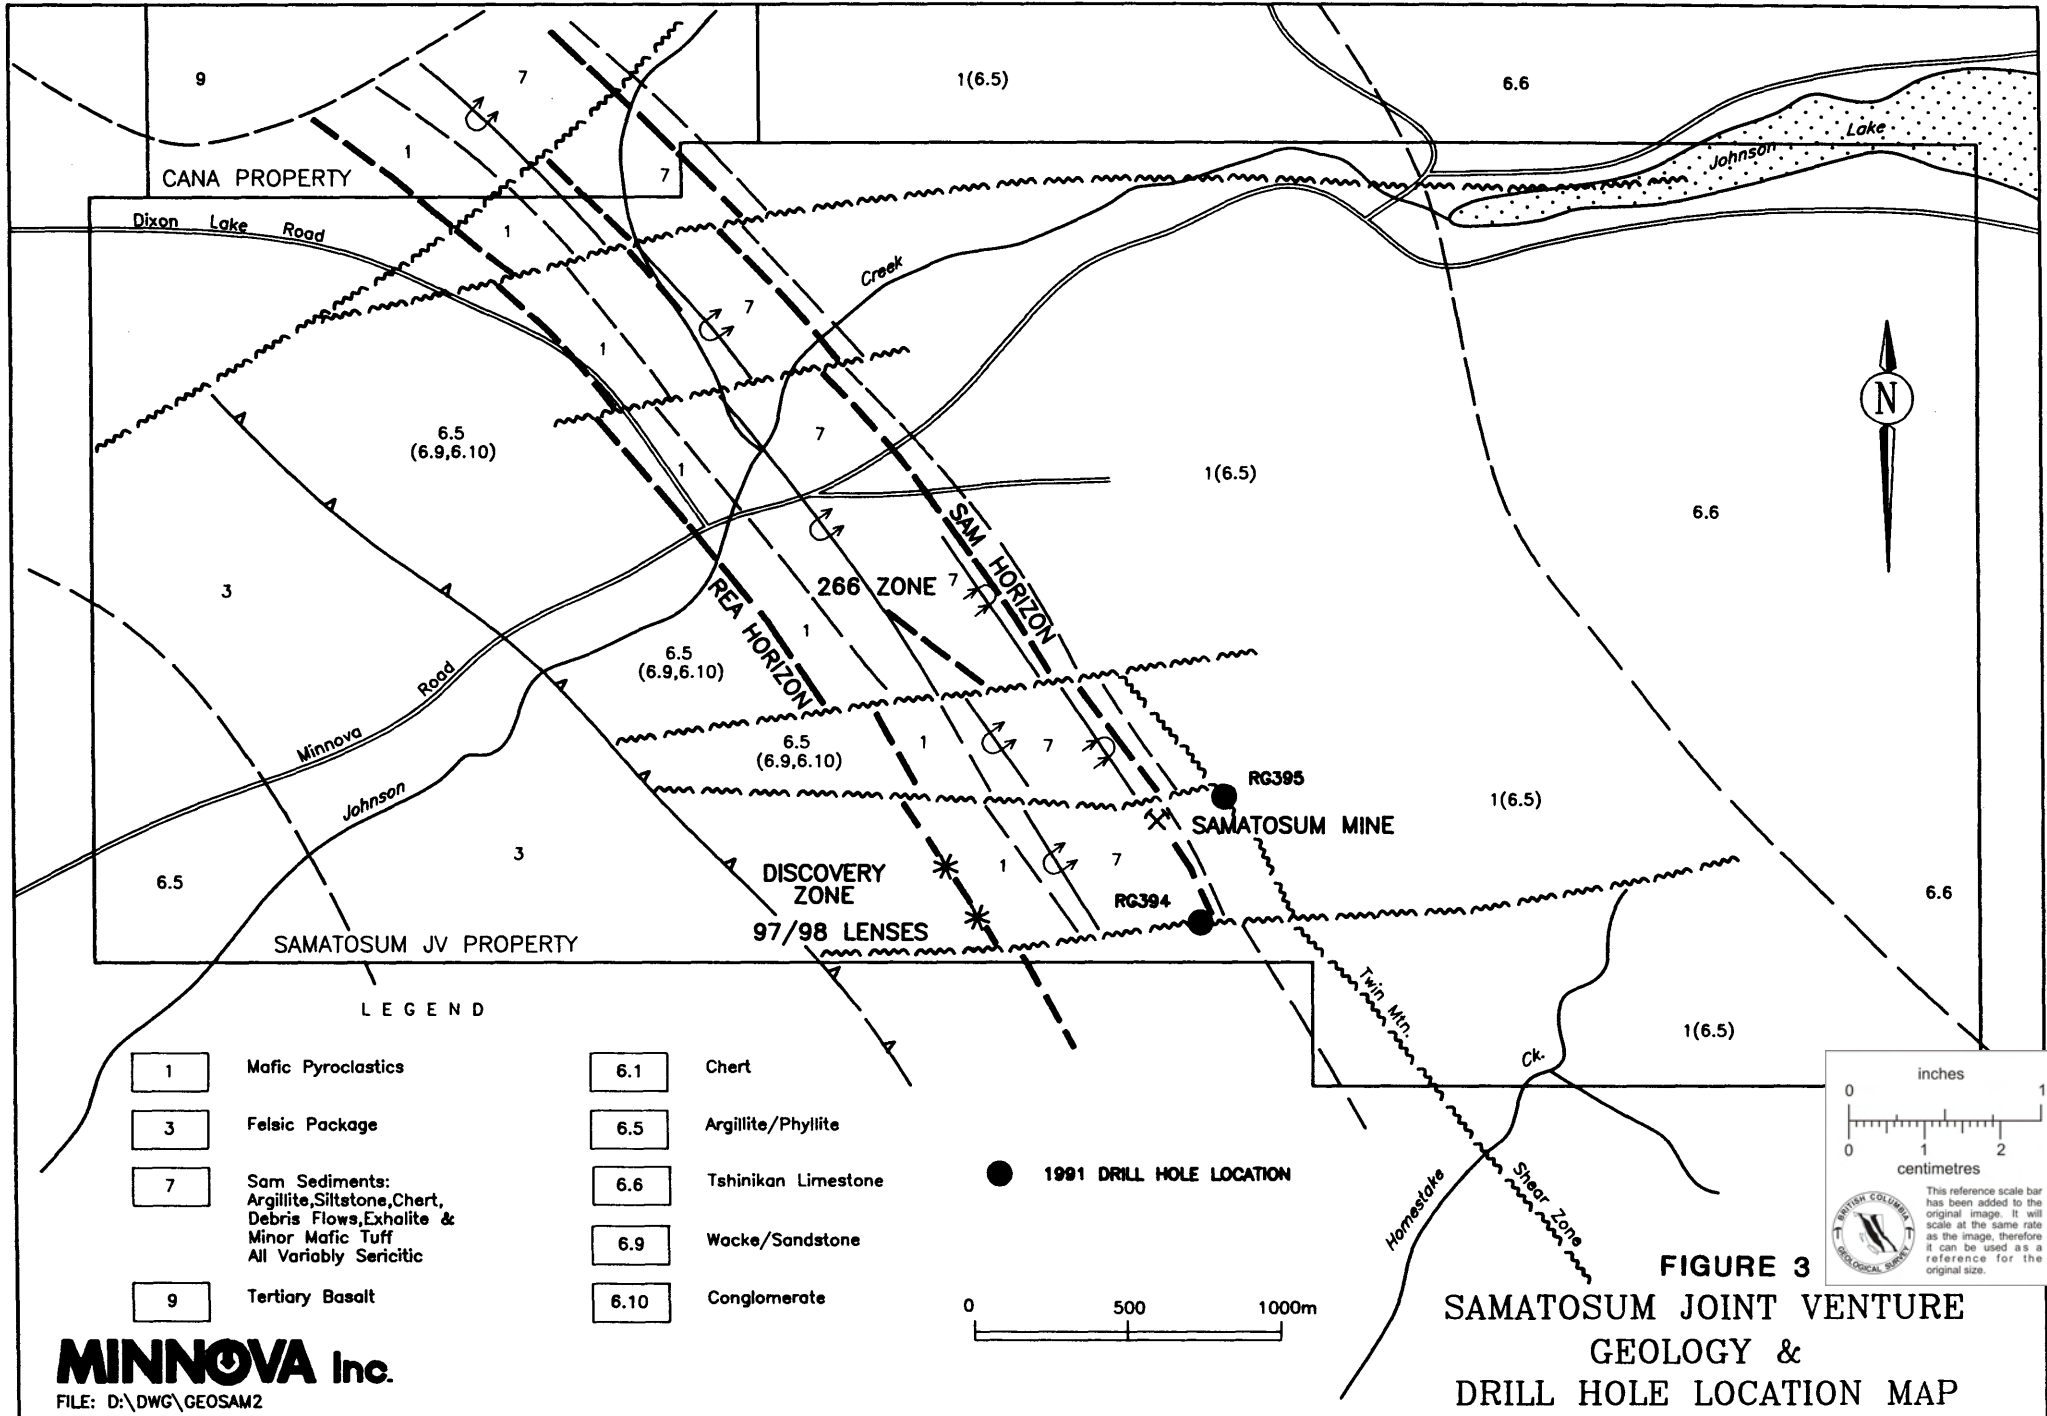 9
7
1(6.5)
6.6
Lake
Johnson
1
CANA PROPERTY
7
Dixon Lake Road
1
Creek
7
1
N
6.5
(6.9,6.10)
7
1
1(6.5)
SAM HORIZON
6.6
266 ZONE
7
3
REA HORIZON
1
6.5
(6.9,6.10)
Road
Minnova
6.5
(6.9,6.10)
1
7
RG395
Johnson
1(6.5)
SAMATOSUM MINE
3
6.5
DISCOVERY
ZONE
1
7
6.6
RG394
97/98 LENSES
SAMATOSUM JV PROPERTY
Twin Mtn.
Shear Zone
1(6.5)
Ck.
Homestake
LEGEND
1 Mafic Pyroclastics
3 Felsic Package
7 Sam Sediments:
Argillite,Siltstone,Chert,
Debris Flows,Exhalite &
Minor Mafic Tuff
All Variably Sericitic
9 Tertiary Basalt
6.1 Chert
6.5 Argillite/Phyllite
6.6 Tshinikan Limestone
6.9 Wacke/Sandstone
6.10 Conglomerate
1991 DRILL HOLE LOCATION
0 500 1000m
inches
0 1
0 1 2
centimetres
BRITISH COLUMBIA
GEOLOGICAL SURVEY
This reference scale bar
has been added to the
original image. It will
scale at the same rate
as the image, therefore
it can be used as a
reference for the
original size.
FIGURE 3
SAMATOSUM JOINT VENTURE
GEOLOGY &
DRILL HOLE LOCATION MAP
MINNOVA Inc.
FILE: D:\DWG\GEOSAM2